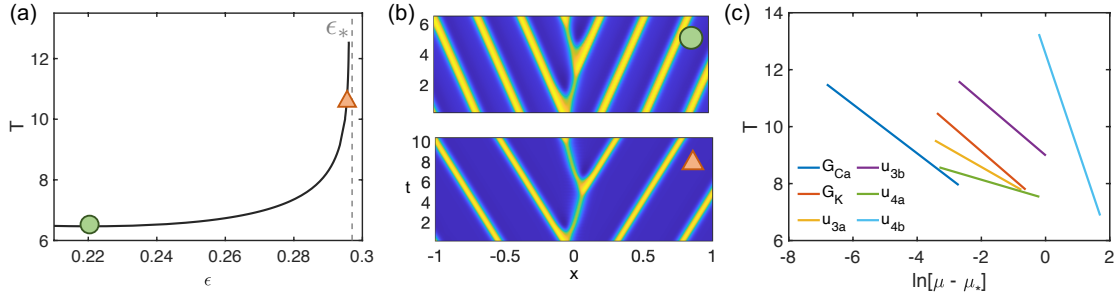 (a)
ϵ*
12
10
8
6
T
0.22
0.24
0.26
0.28
0.3
ϵ
(b)
6
4
2
10
8
6
4
2
t
-1
-0.5
0
0.5
1
x
(c)
14
12
10
8
6
T
G_Ca
G_K
u_3a
u_3b
u_4a
u_4b
-8
-6
-4
-2
0
2
ln[μ - μ*]